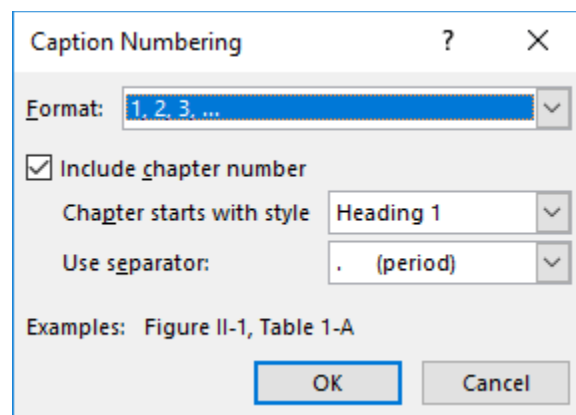 Caption Numbering ? ×
Format: 1, 2, 3, ...
Include chapter number
Chapter starts with style Heading 1
Use separator: . (period)
Examples: Figure II-1, Table 1-A
OK Cancel